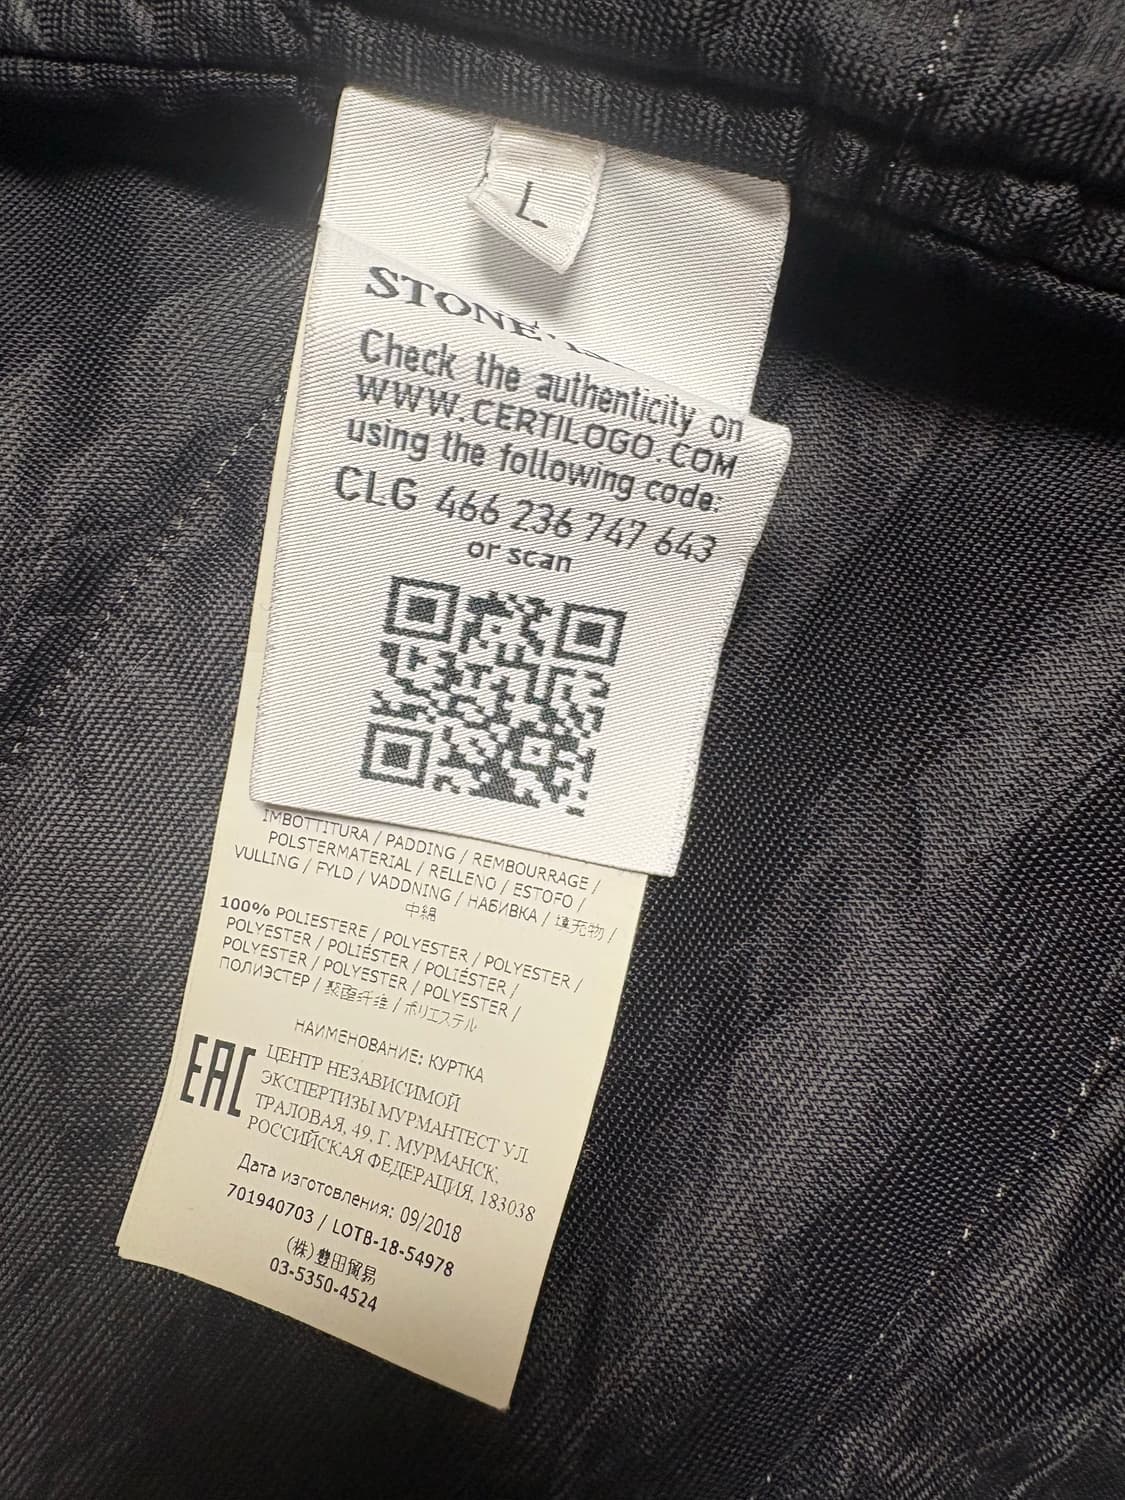 L
STONE IS
Check the authenticity on
WWW.CERTILOGO.COM
using the following code:
CLG 466 236 747 643
or scan
IMBOTTITURA / PADDING / REMBOURRAGE /
POLSTERMATERIAL / RELLENO / ESTOFO /
VULLING / FYLD / VADDNING / НАБИВКА / 填充物 /
中綿
100% POLIESTERE / POLYESTER / POLYESTER /
POLYESTER / POLIÉSTER / POLIÉSTER /
POLYESTER / POLYESTER / POLYESTER /
ПОЛИЭСТЕР / 聚酯纤维 / ポリエステル
НАИМЕНОВАНИЕ: КУРТКА
EAC
ЦЕНТР НЕЗАВИСИМОЙ
ЭКСПЕРТИЗЫ МУРМАНТЕСТ УЛ.
ТРАЛОВАЯ, 49, Г. МУРМАНСК,
РОССИЙСКАЯ ФЕДЕРАЦИЯ, 183038
Дата изготовления: 09/2018
701940703 / LOTB-18-54978
(株)豊田貿易
03-5350-4524